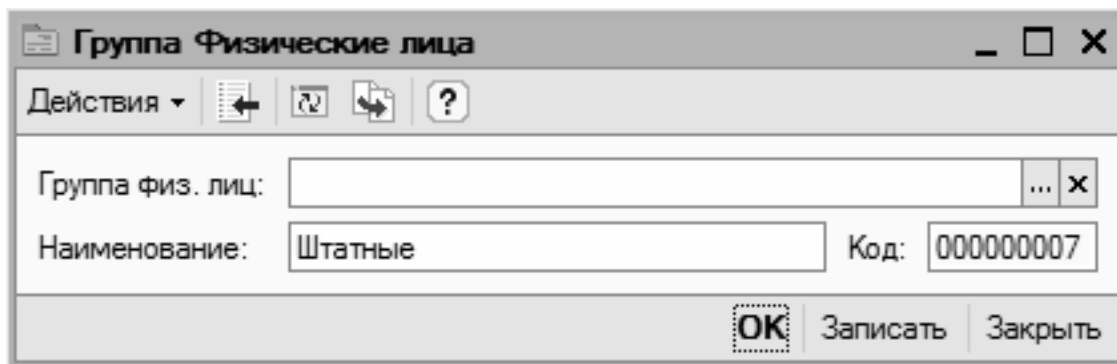 Группа Физические лица
Действия
Группа физ. лиц: ...
Наименование: Штатные Код: 000000007
OK Записать Закрыть